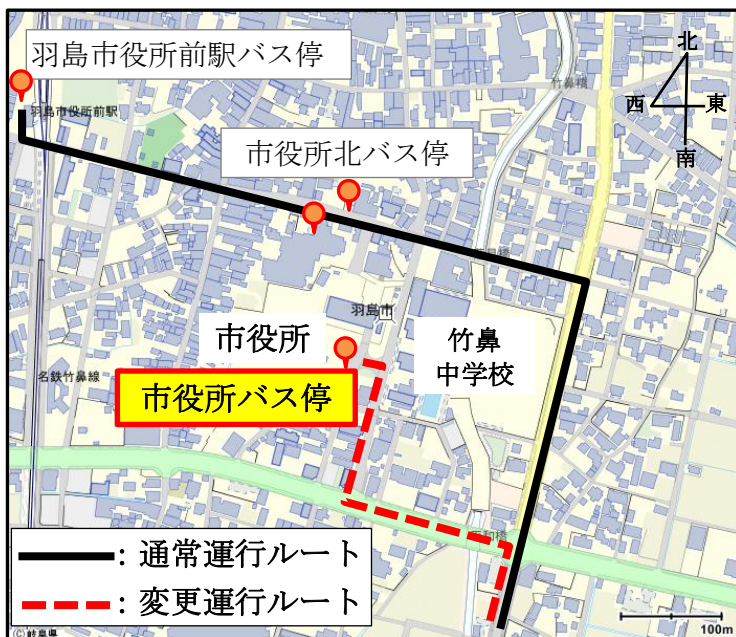 羽島市役所前駅バス停
羽島市役所前駅
竹鼻橋
北
西
東
南
市役所北バス停
羽島市
市役所
竹鼻
中学校
市役所バス停
名鉄竹鼻線
:通常運行ルート
:変更運行ルート
100m
©岐阜県